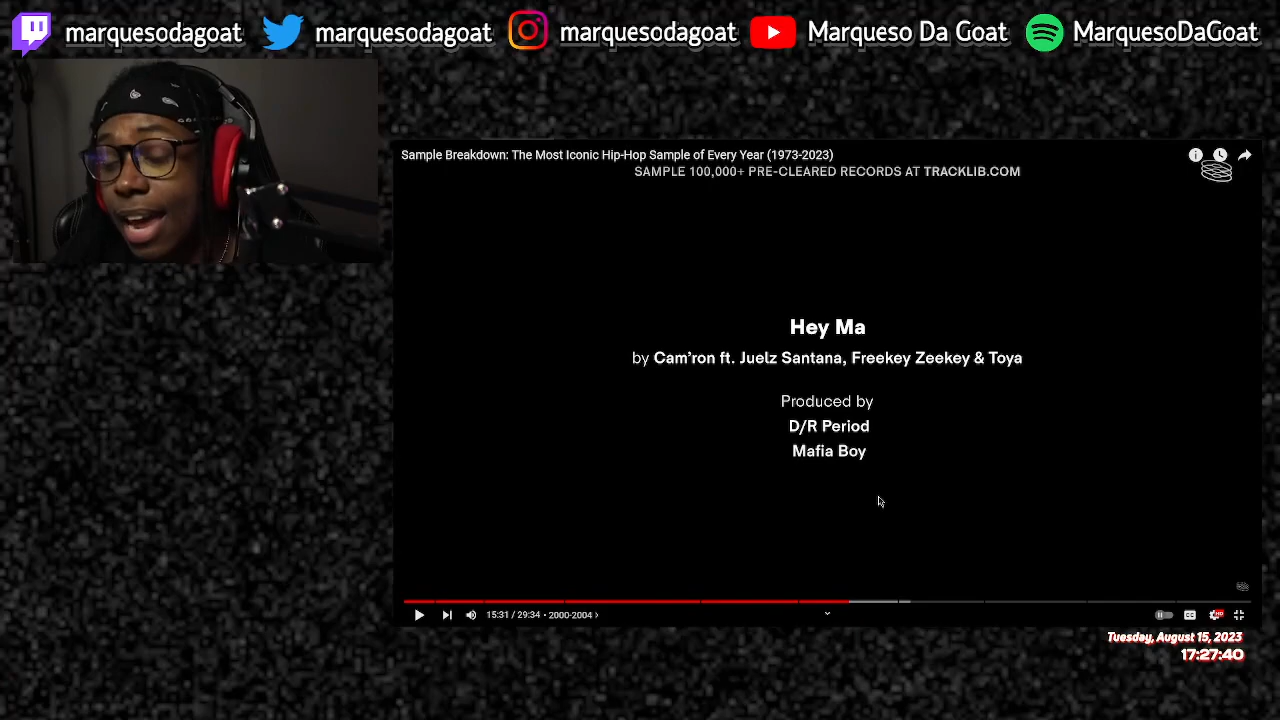 marquesodagoat marquesodagoat marquesodagoat Marqueso Da Goat MarquesoDaGoat
Sample Breakdown: The Most Iconic Hip-Hop Sample of Every Year (1973-2023)
SAMPLE 100,000+ PRE-CLEARED RECORDS AT TRACKLIB.COM
Hey Ma
by Cam'ron ft. Juelz Santana, Freekey Zeekey & Toya
Produced by
D/R Period
Mafia Boy
15:31 / 29:34 • 2000-2004 ›
CC HD
Tuesday, August 15, 2023
17:27:40